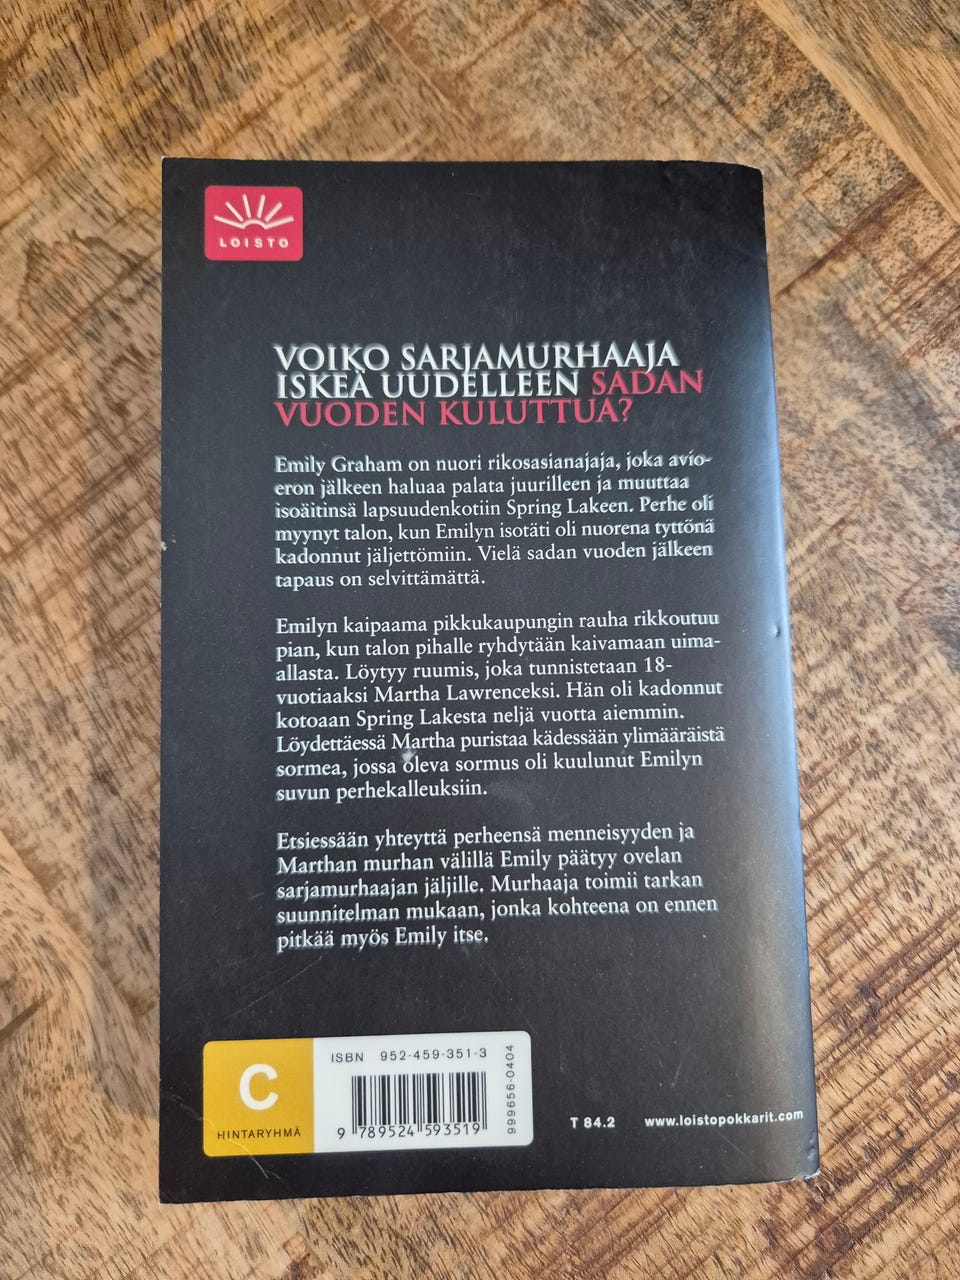 LOISTO
VOIKO SARJAMURHAAJA
ISKEÄ UUDELLEEN SADAN
VUODEN KULUTTUA?
Emily Graham on nuori rikosasianajaja, joka avio-
eron jälkeen haluaa palata juurilleen ja muuttaa
isoäitinsä lapsuudenkotiin Spring Lakeen. Perhe oli
myynyt talon, kun Emilyn isotäti oli nuorena tyttönä
kadonnut jäljettömiin. Vielä sadan vuoden jälkeen
tapaus on selvittämättä.
Emilyn kaipaama pikkukaupungin rauha rikkoutuu
pian, kun talon pihalle ryhdytään kaivamaan uima-
allasta. Löytyy ruumis, joka tunnistetaan 18-
vuotiaaksi Martha Lawrenceksi. Hän oli kadonnut
kotoaan Spring Lakesta neljä vuotta aiemmin.
Löydettäessä Martha puristaa kädessään ylimääräistä
sormea, jossa oleva sormus oli kuulunut Emilyn
suvun perhekalleuksiin.
Etsiessään yhteyttä perheensä menneisyyden ja
Marthan murhan välillä Emily päätyy ovelan
sarjamurhaajan jäljille. Murhaaja toimii tarkan
suunnitelman mukaan, jonka kohteena on ennen
pitkää myös Emily itse.
C
HINTARYHMÄ
ISBN 952-459-351-3
9 789524 593519
999656-0404
T 84.2
www.loistopokkarit.com